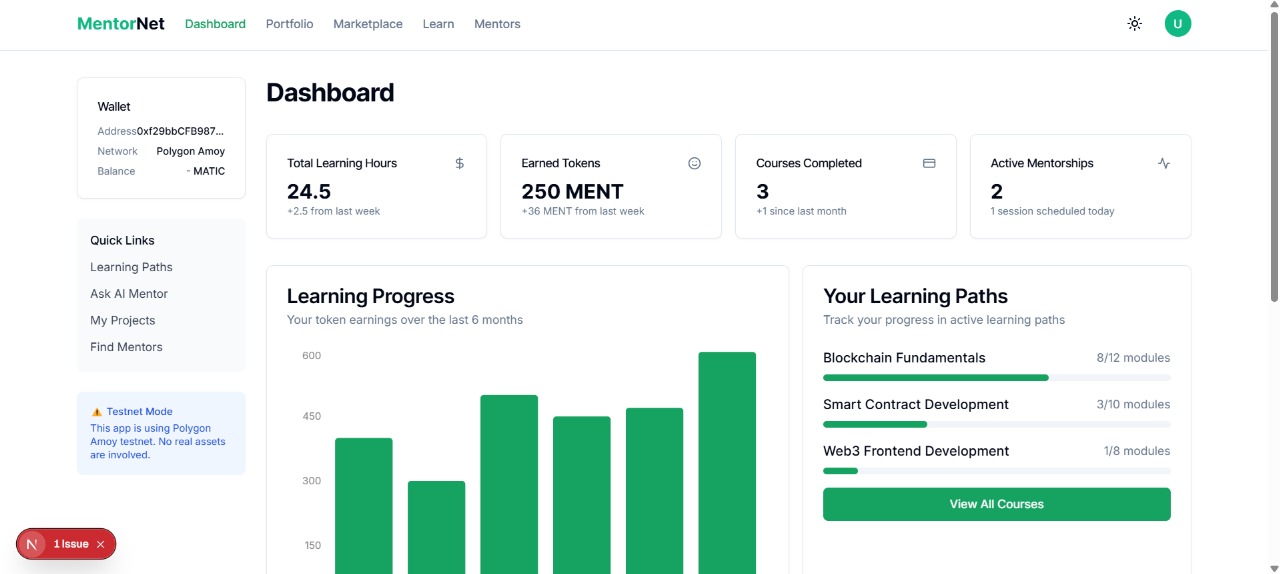 MentorNet Dashboard Portfolio Marketplace Learn Mentors U
Wallet
Address0xf29bbCFB987...
Network Polygon Amoy
Balance - MATIC
Quick Links
Learning Paths
Ask AI Mentor
My Projects
Find Mentors
⚠️ Testnet Mode
This app is using Polygon
Amoy testnet. No real assets
are involved.
Dashboard
Total Learning Hours $
24.5
+2.5 from last week
Earned Tokens
250 MENT
+36 MENT from last week
Courses Completed
3
+1 since last month
Active Mentorships
2
1 session scheduled today
Learning Progress
Your token earnings over the last 6 months
600
450
300
150
Your Learning Paths
Track your progress in active learning paths
Blockchain Fundamentals 8/12 modules
Smart Contract Development 3/10 modules
Web3 Frontend Development 1/8 modules
View All Courses
N 1 Issue ×